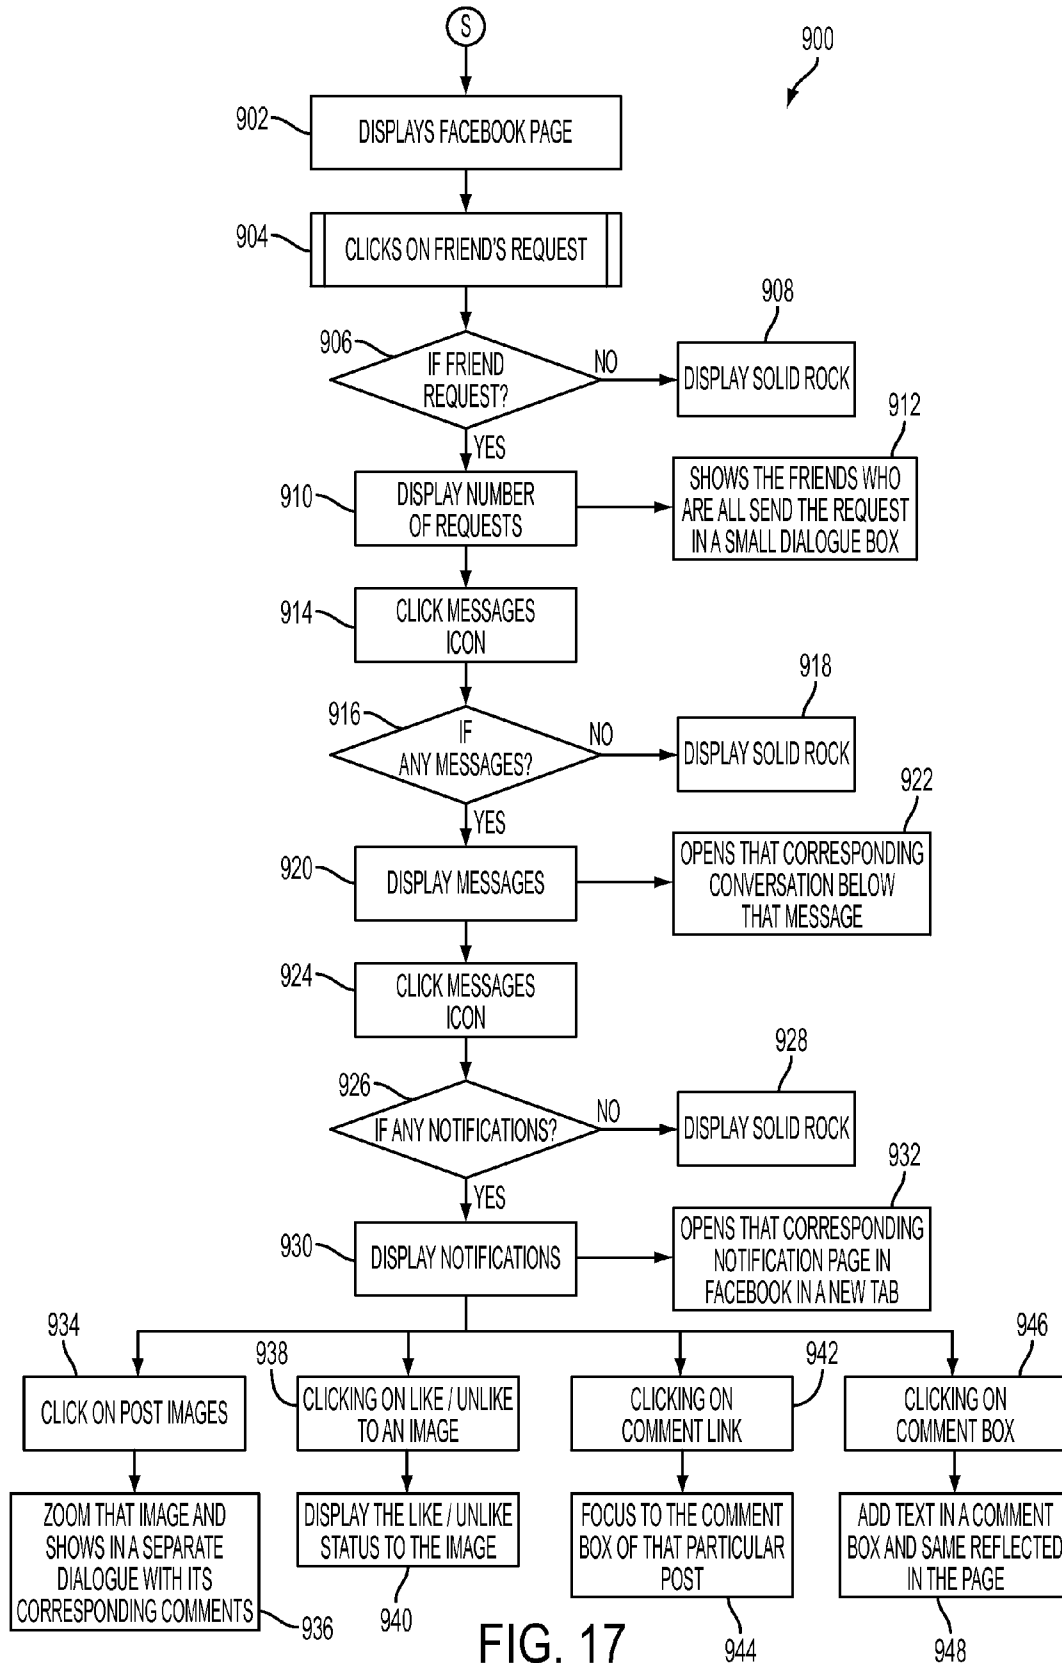 S
900
902
DISPLAYS FACEBOOK PAGE
904
CLICKS ON FRIEND'S REQUEST
906
IF FRIEND
REQUEST?
NO
908
DISPLAY SOLID ROCK
YES
910
DISPLAY NUMBER
OF REQUESTS
912
SHOWS THE FRIENDS WHO
ARE ALL SEND THE REQUEST
IN A SMALL DIALOGUE BOX
914
CLICK MESSAGES
ICON
916
IF
ANY MESSAGES?
NO
918
DISPLAY SOLID ROCK
YES
920
DISPLAY MESSAGES
922
OPENS THAT CORRESPONDING
CONVERSATION BELOW
THAT MESSAGE
924
CLICK MESSAGES
ICON
926
IF ANY NOTIFICATIONS?
NO
928
DISPLAY SOLID ROCK
YES
930
DISPLAY NOTIFICATIONS
932
OPENS THAT CORRESPONDING
NOTIFICATION PAGE IN
FACEBOOK IN A NEW TAB
934
CLICK ON POST IMAGES
938
CLICKING ON LIKE / UNLIKE
TO AN IMAGE
942
CLICKING ON
COMMENT LINK
946
CLICKING ON
COMMENT BOX
ZOOM THAT IMAGE AND
SHOWS IN A SEPARATE
DIALOGUE WITH ITS
CORRESPONDING COMMENTS
936
DISPLAY THE LIKE / UNLIKE
STATUS TO THE IMAGE
940
FOCUS TO THE COMMENT
BOX OF THAT PARTICULAR
POST
944
ADD TEXT IN A COMMENT
BOX AND SAME REFLECTED
IN THE PAGE
948
FIG. 17